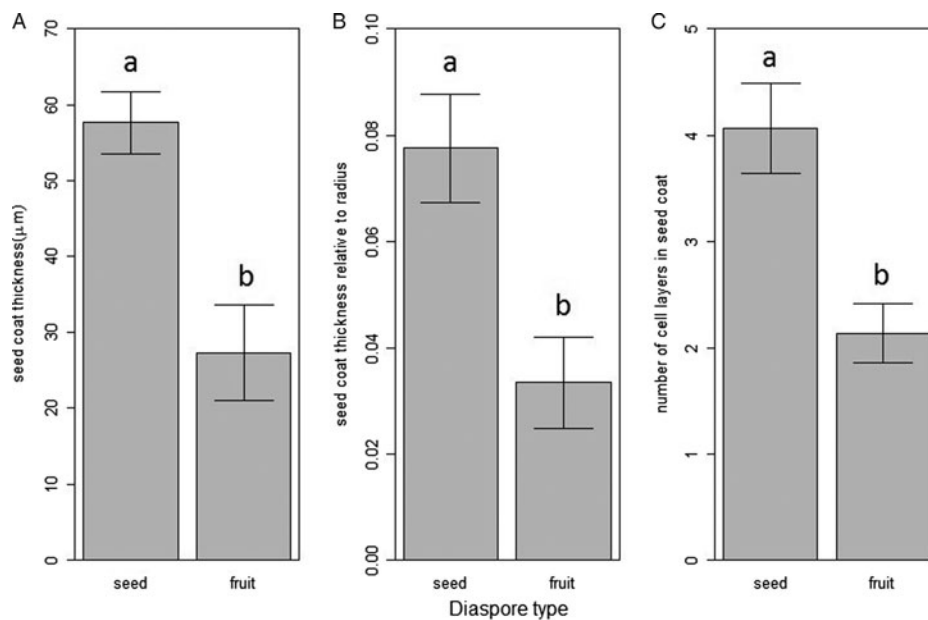 A
seed coat thickness(μm)
70
60
50
40
30
20
10
0
a
b
seed
fruit
B
seed coat thickness relative to radius
0.10
0.08
0.06
0.04
0.02
0.00
a
b
seed
fruit
Diaspore type
C
number of cell layers in seed coat
5
4
3
2
1
0
a
b
seed
fruit